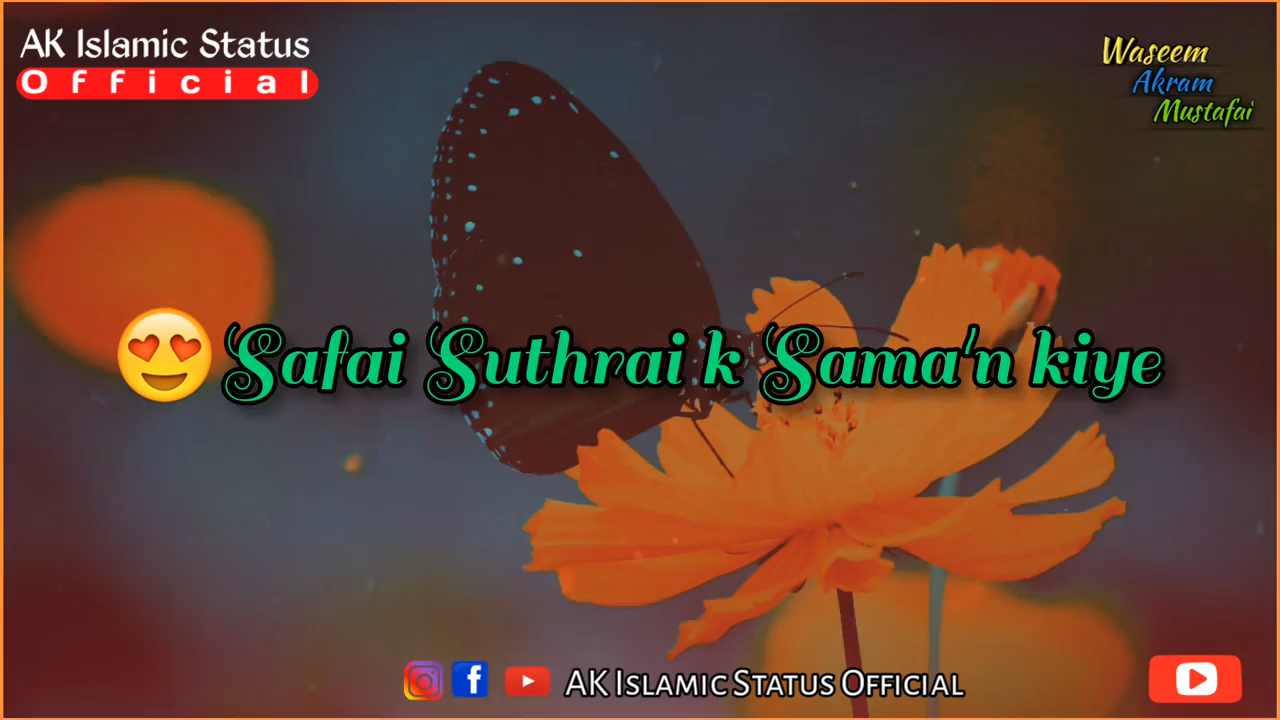 AK Islamic Status
Official
Waseem
Akram
Mustafai
Safai Suthrai k Sama'n kiye
AK Islamic Status Official